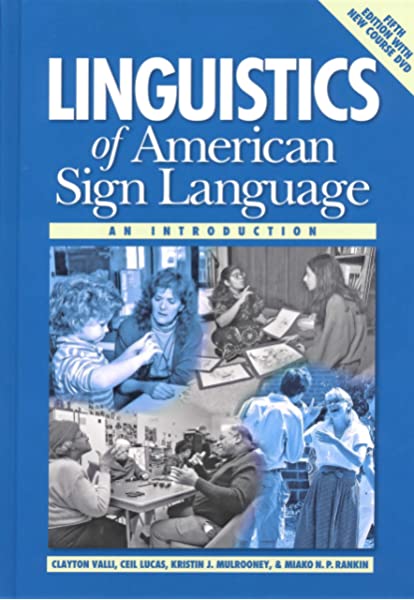 FIFTH
EDITION WITH
NEW COURSE DVD
LINGUISTICS
of American
Sign Language
AN INTRODUCTION
CLAYTON VALLI, CEIL LUCAS, KRISTIN J. MULROONEY, & MIAKO N. P. RANKIN